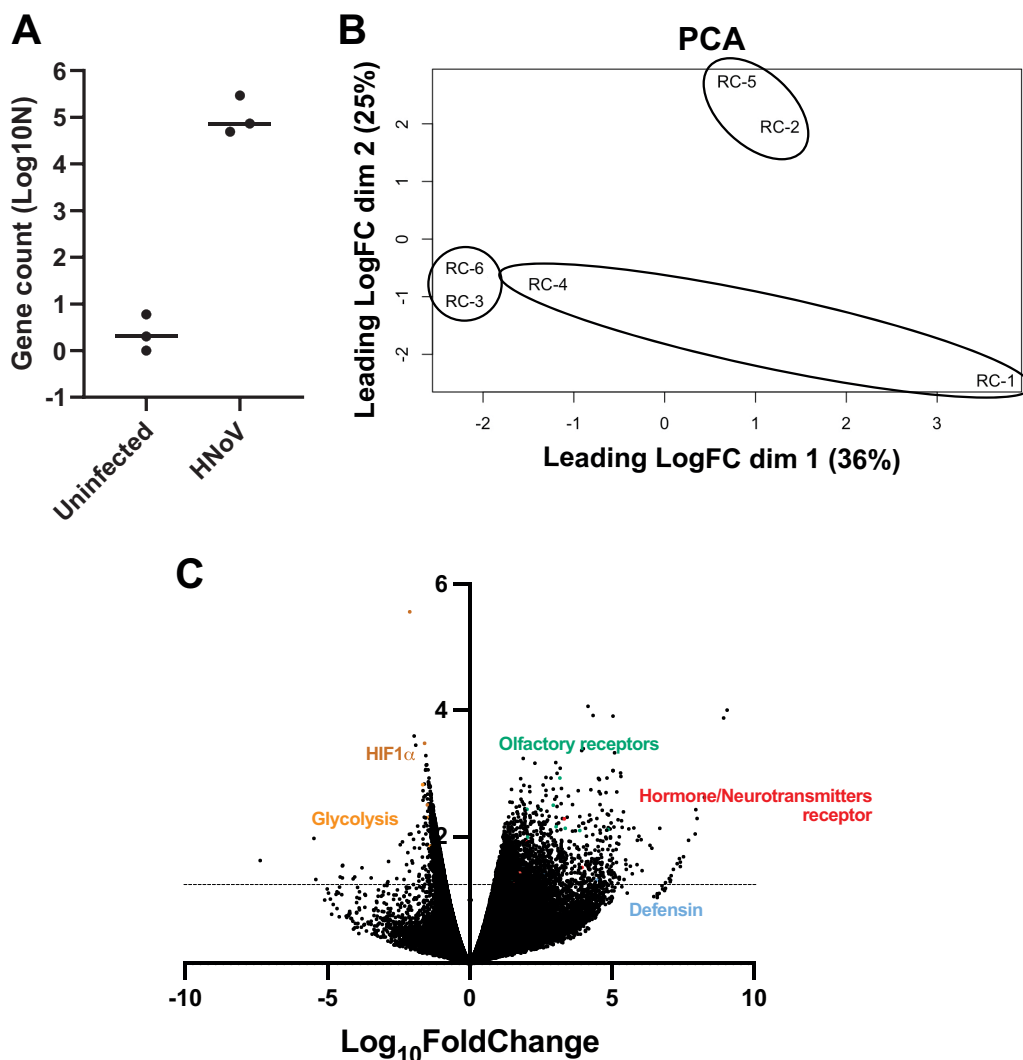 A
6
5
4
3
2
1
0
-1
Gene count (Log10N)
Uninfected
HNoV
B
PCA
RC-5
RC-2
RC-6
RC-3
RC-4
RC-1
2
1
0
-1
-2
Leading LogFC dim 2 (25%)
-2
-1
0
1
2
3
Leading LogFC dim 1 (36%)
C
6
4
2
HIF1α
Glycolysis
Olfactory receptors
Hormone/Neurotransmitters
receptor
Defensin
-10
-5
0
5
10
Log₁₀FoldChange